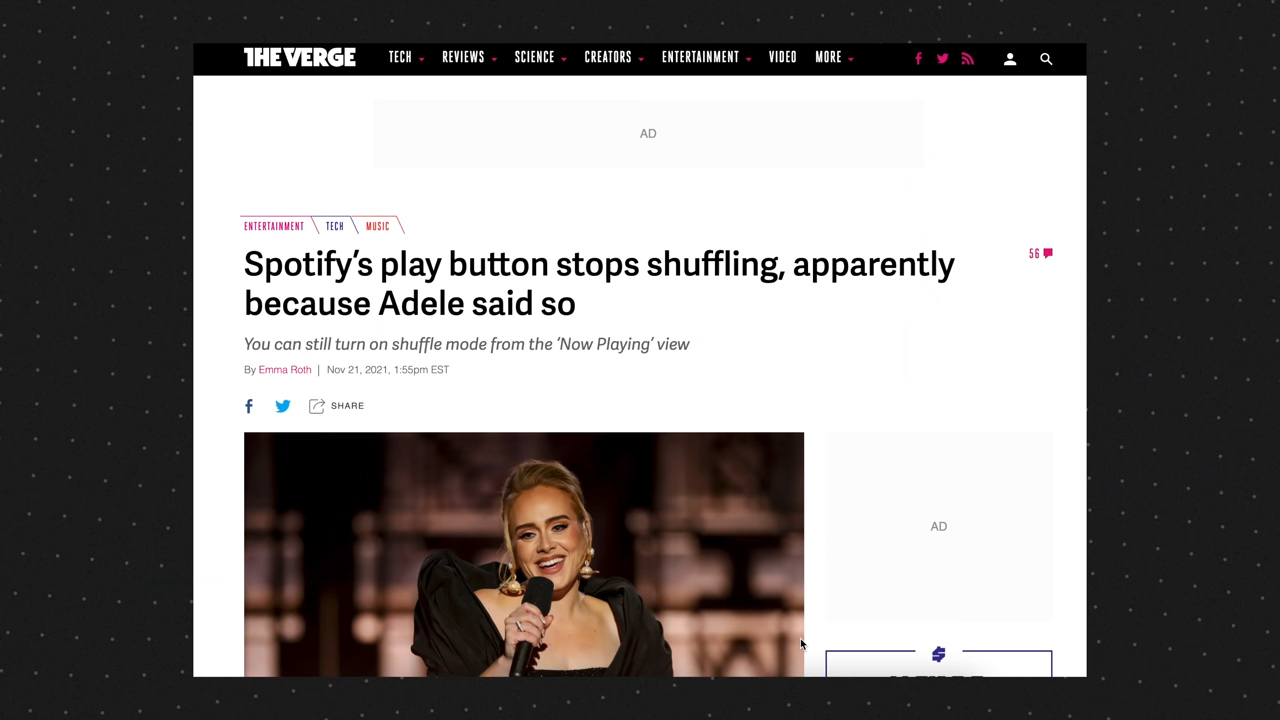 THE VERGE
TECH REVIEWS SCIENCE CREATORS ENTERTAINMENT VIDEO MORE
AD
ENTERTAINMENT TECH MUSIC
Spotify's play button stops shuffling, apparently
because Adele said so
56
You can still turn on shuffle mode from the 'Now Playing' view
By Emma Roth | Nov 21, 2021, 1:55pm EST
SHARE
AD